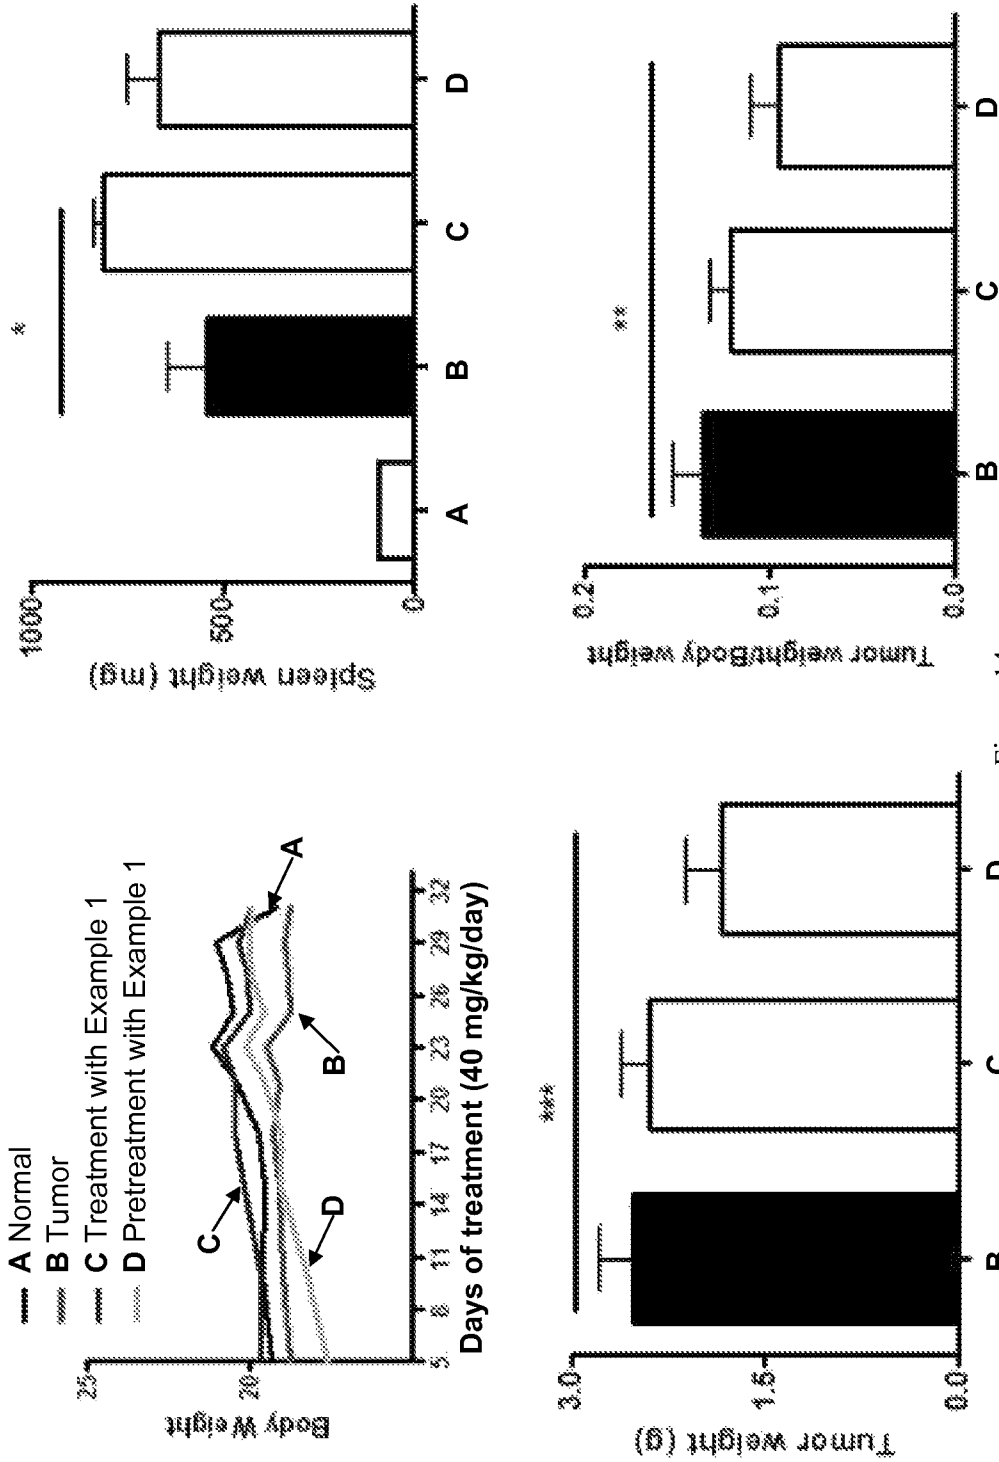 A Normal
B Tumor
C Treatment with Example 1
D Pretreatment with Example 1
Body Weight
25
20
A
B
C
D
5
8
11
14
17
20
23
26
29
32
Days of treatment (40 mg/kg/day)
Spleen weight (mg)
1000
500
0
*
A
B
C
D
Tumor weight (g)
3.0
1.5
0.0
***
B
C
D
Tumor weight/Body weight
0.2
0.1
0.0
**
B
C
D